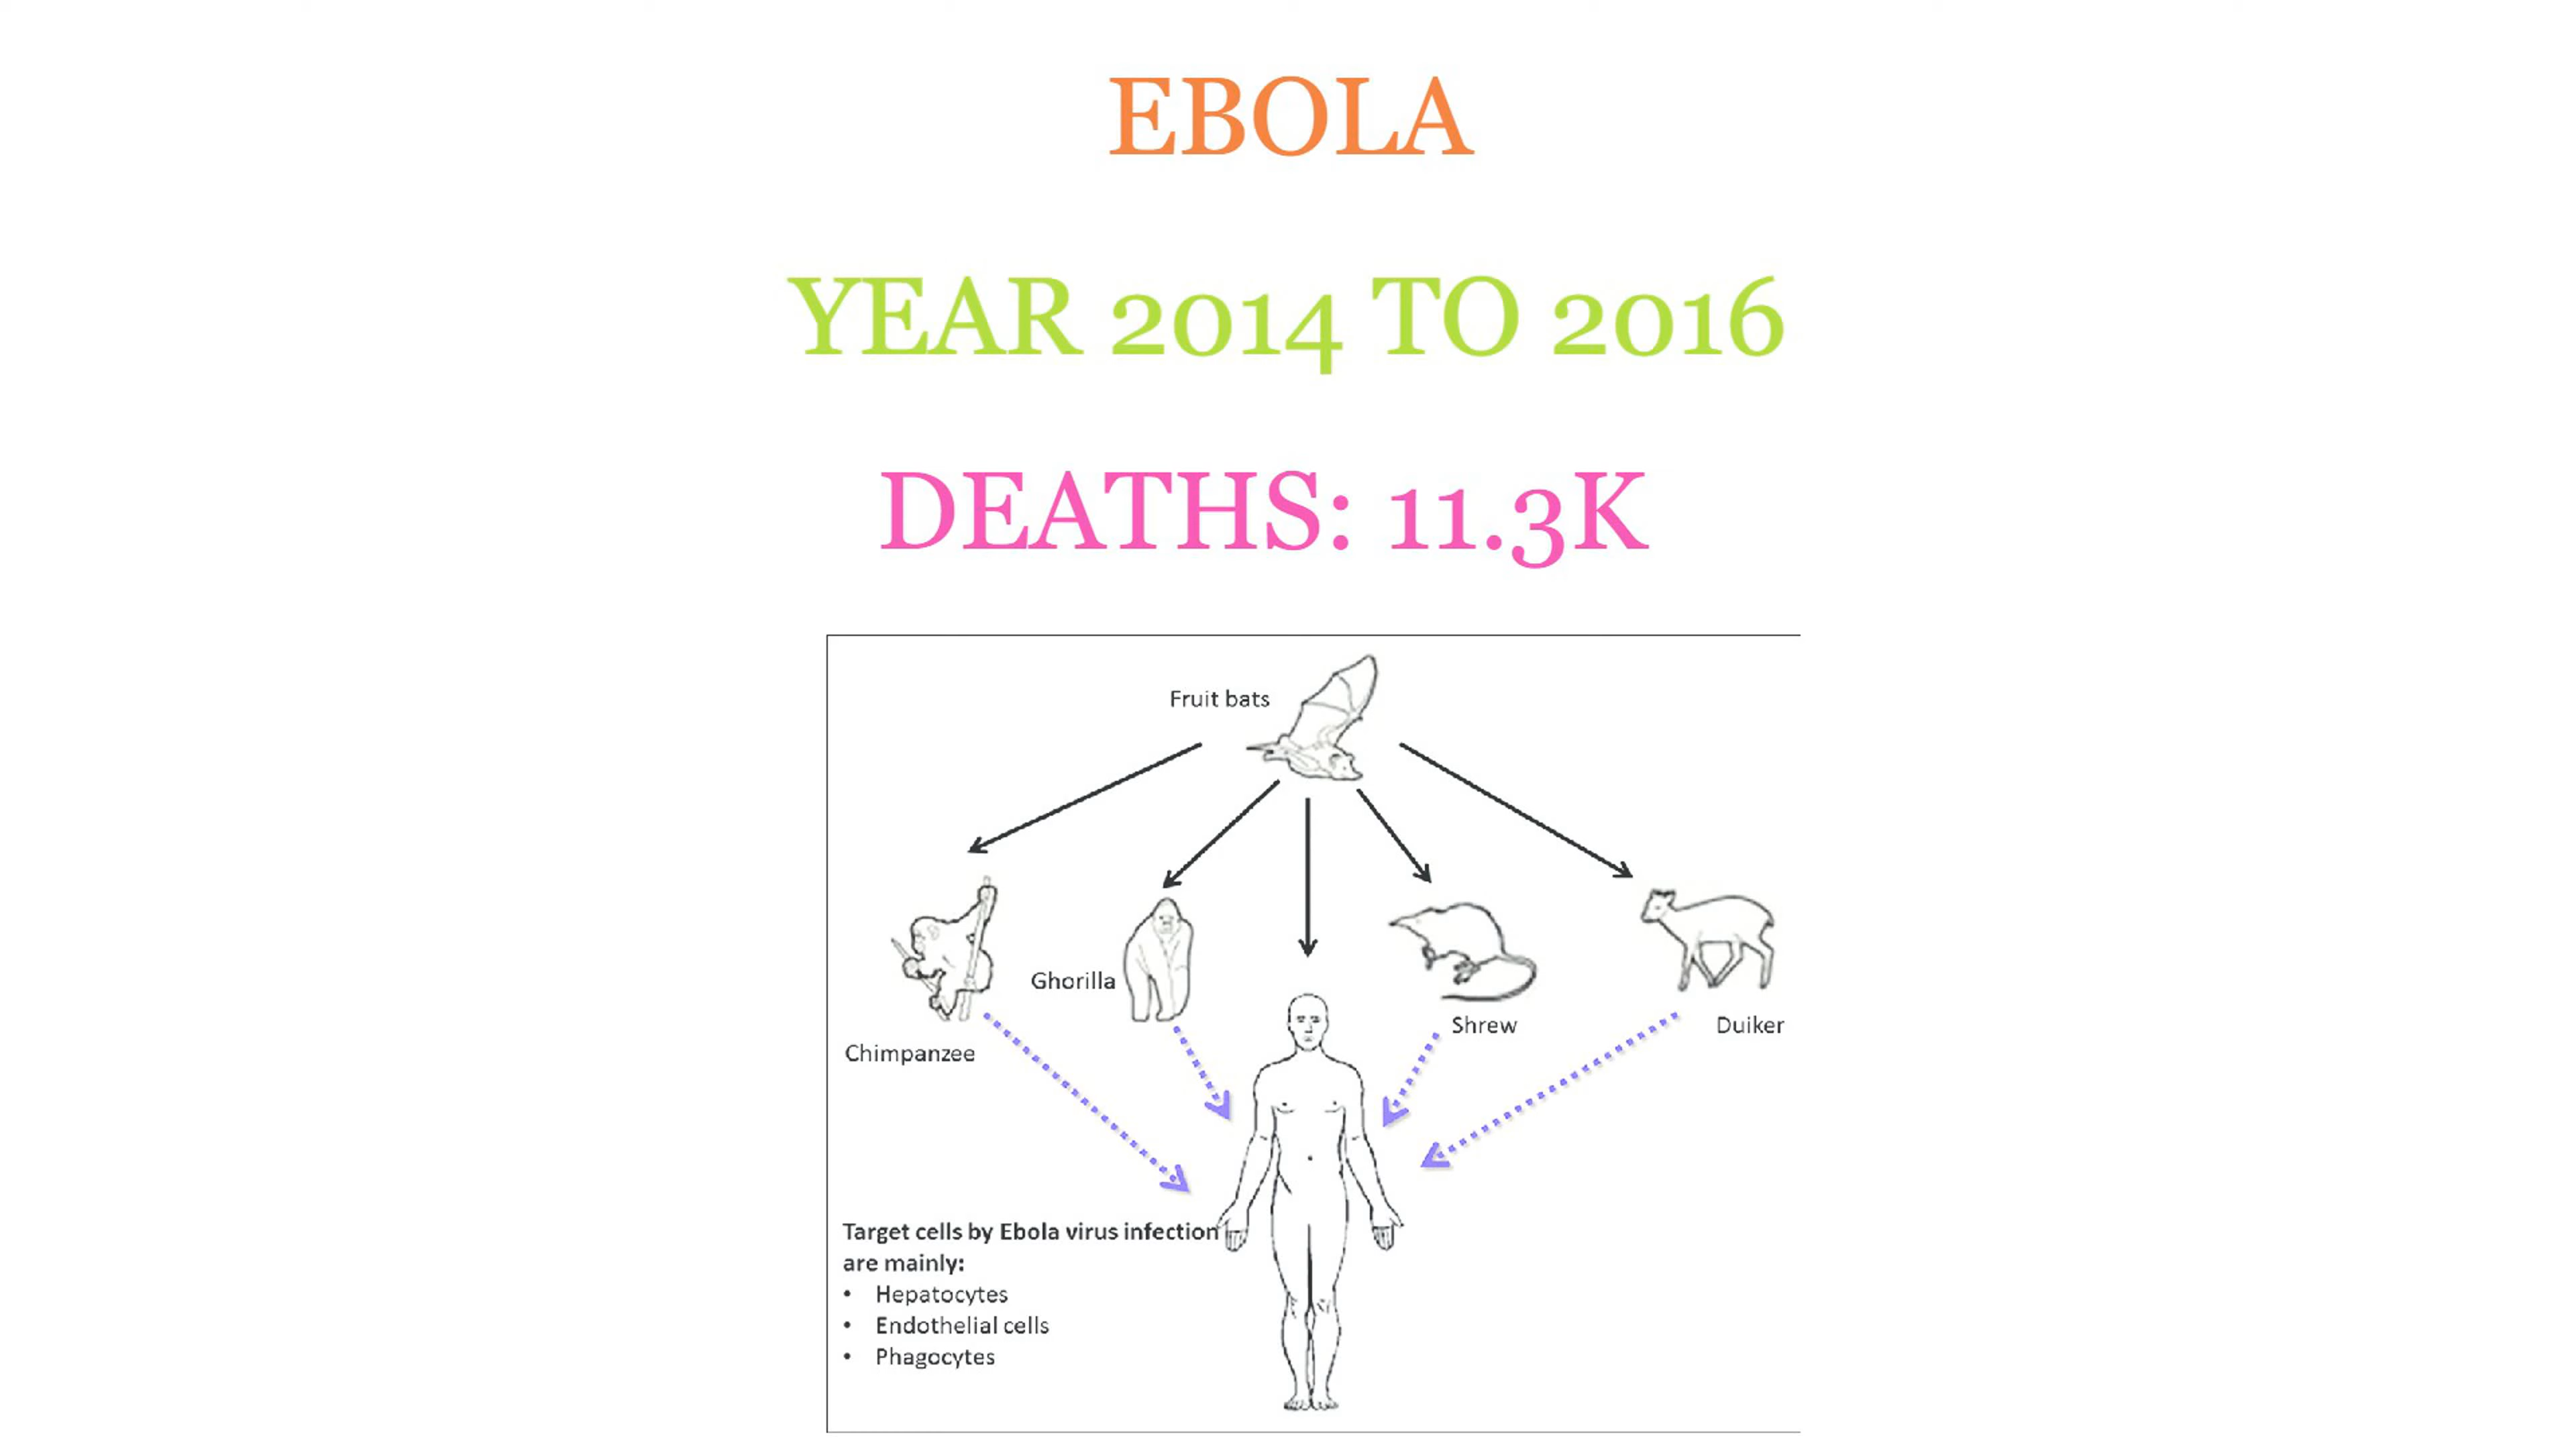 EBOLA
YEAR 2014 TO 2016
DEATHS: 11.3K
Fruit bats
Ghorilla
Shrew
Duiker
Chimpanzee
Target cells by Ebola virus infection
are mainly:
• Hepatocytes
• Endothelial cells
• Phagocytes